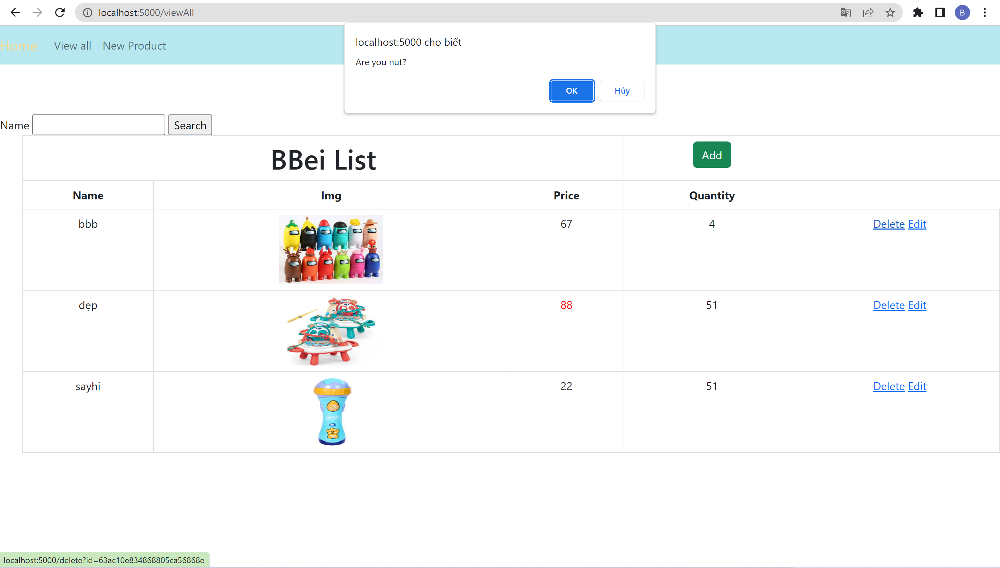 localhost:5000/viewAll
B
Home View all New Product
localhost:5000 cho biết
Are you nut?
OK Hủy
Name Search
BBei List Add
Name Img Price Quantity
bbb 67 4 Delete Edit
đẹp 88 51 Delete Edit
sayhi 22 51 Delete Edit
localhost:5000/delete?id=63ac10e834868805ca56868e